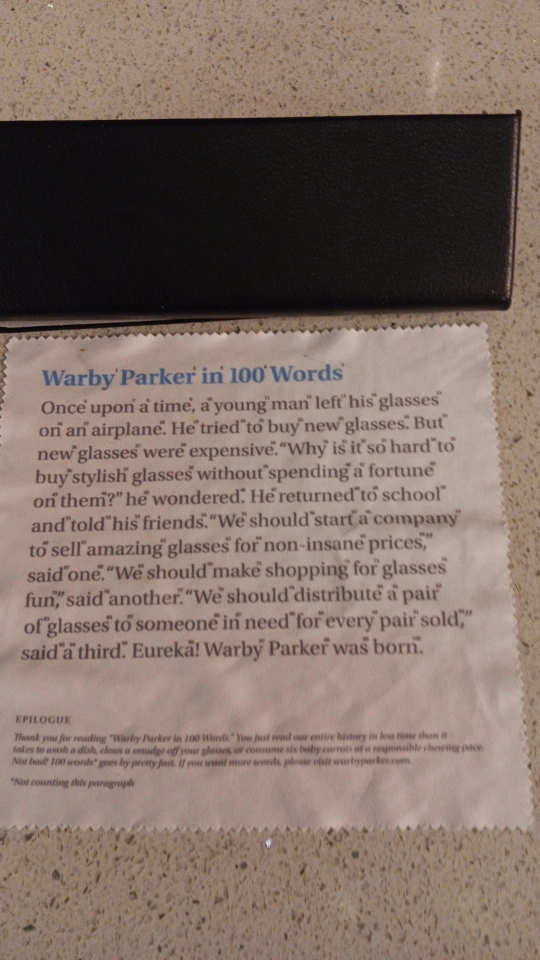 Warby Parker in 100 Words
Once upon a time, a young man left his glasses
on an airplane. He tried to buy new glasses. But
new glasses were expensive. “Why is it so hard to
buy stylish glasses without spending a fortune
on them?” he wondered. He returned to school
and told his friends. “We should start a company
to sell amazing glasses for non-insane prices,”
said one. “We should make shopping for glasses
fun,” said another. “We should distribute a pair
of glasses to someone in need for every pair sold,”
said a third. Eureka! Warby Parker was born.
EPILOGUE
Thank you for reading “Warby Parker in 100 Words.” You just read our entire history in less time than it
takes to wash a dish, clean a smudge off your glasses, or consume six baby carrots at a responsible chewing pace.
Not bad! 100 words* goes by pretty fast. If you want more words, please visit warbyparker.com.
*Not counting this paragraph